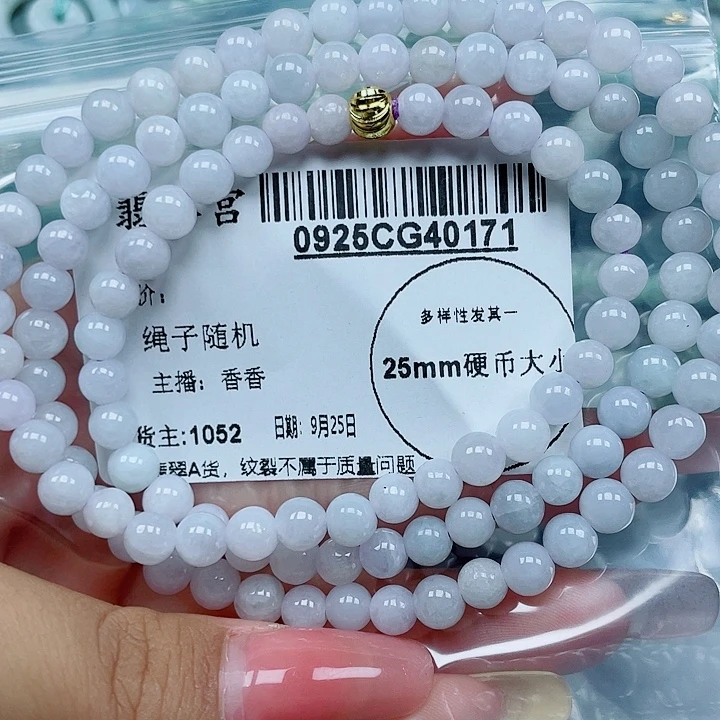 翡
宫
0925CG40171
价:
绳子随机
多样性发其一
25mm硬币大小
主播:香香
货主:1052 日期:9月25日
翡翠A货，纹裂不属于质量问题